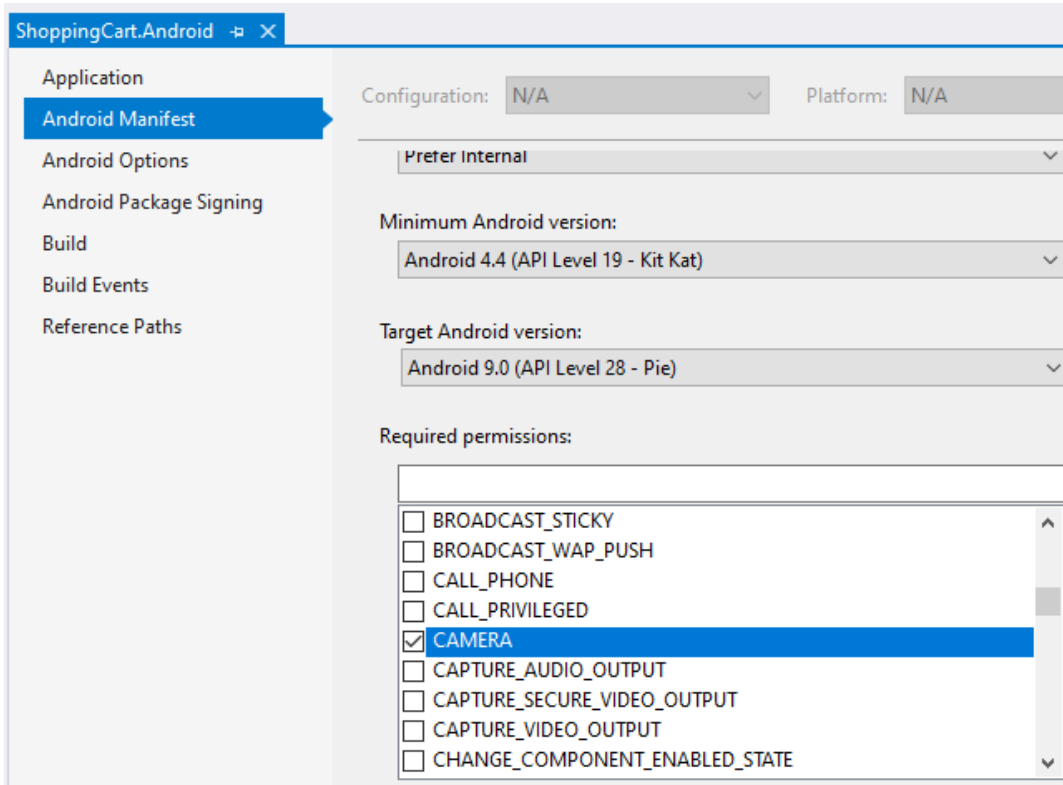 ShoppingCart.Android
Application
Android Manifest
Android Options
Android Package Signing
Build
Build Events
Reference Paths
Configuration: N/A Platform: N/A
Prefer Internal
Minimum Android version:
Android 4.4 (API Level 19 - Kit Kat)
Target Android version:
Android 9.0 (API Level 28 - Pie)
Required permissions:
BROADCAST_STICKY
BROADCAST_WAP_PUSH
CALL_PHONE
CALL_PRIVILEGED
CAMERA
CAPTURE_AUDIO_OUTPUT
CAPTURE_SECURE_VIDEO_OUTPUT
CAPTURE_VIDEO_OUTPUT
CHANGE_COMPONENT_ENABLED_STATE